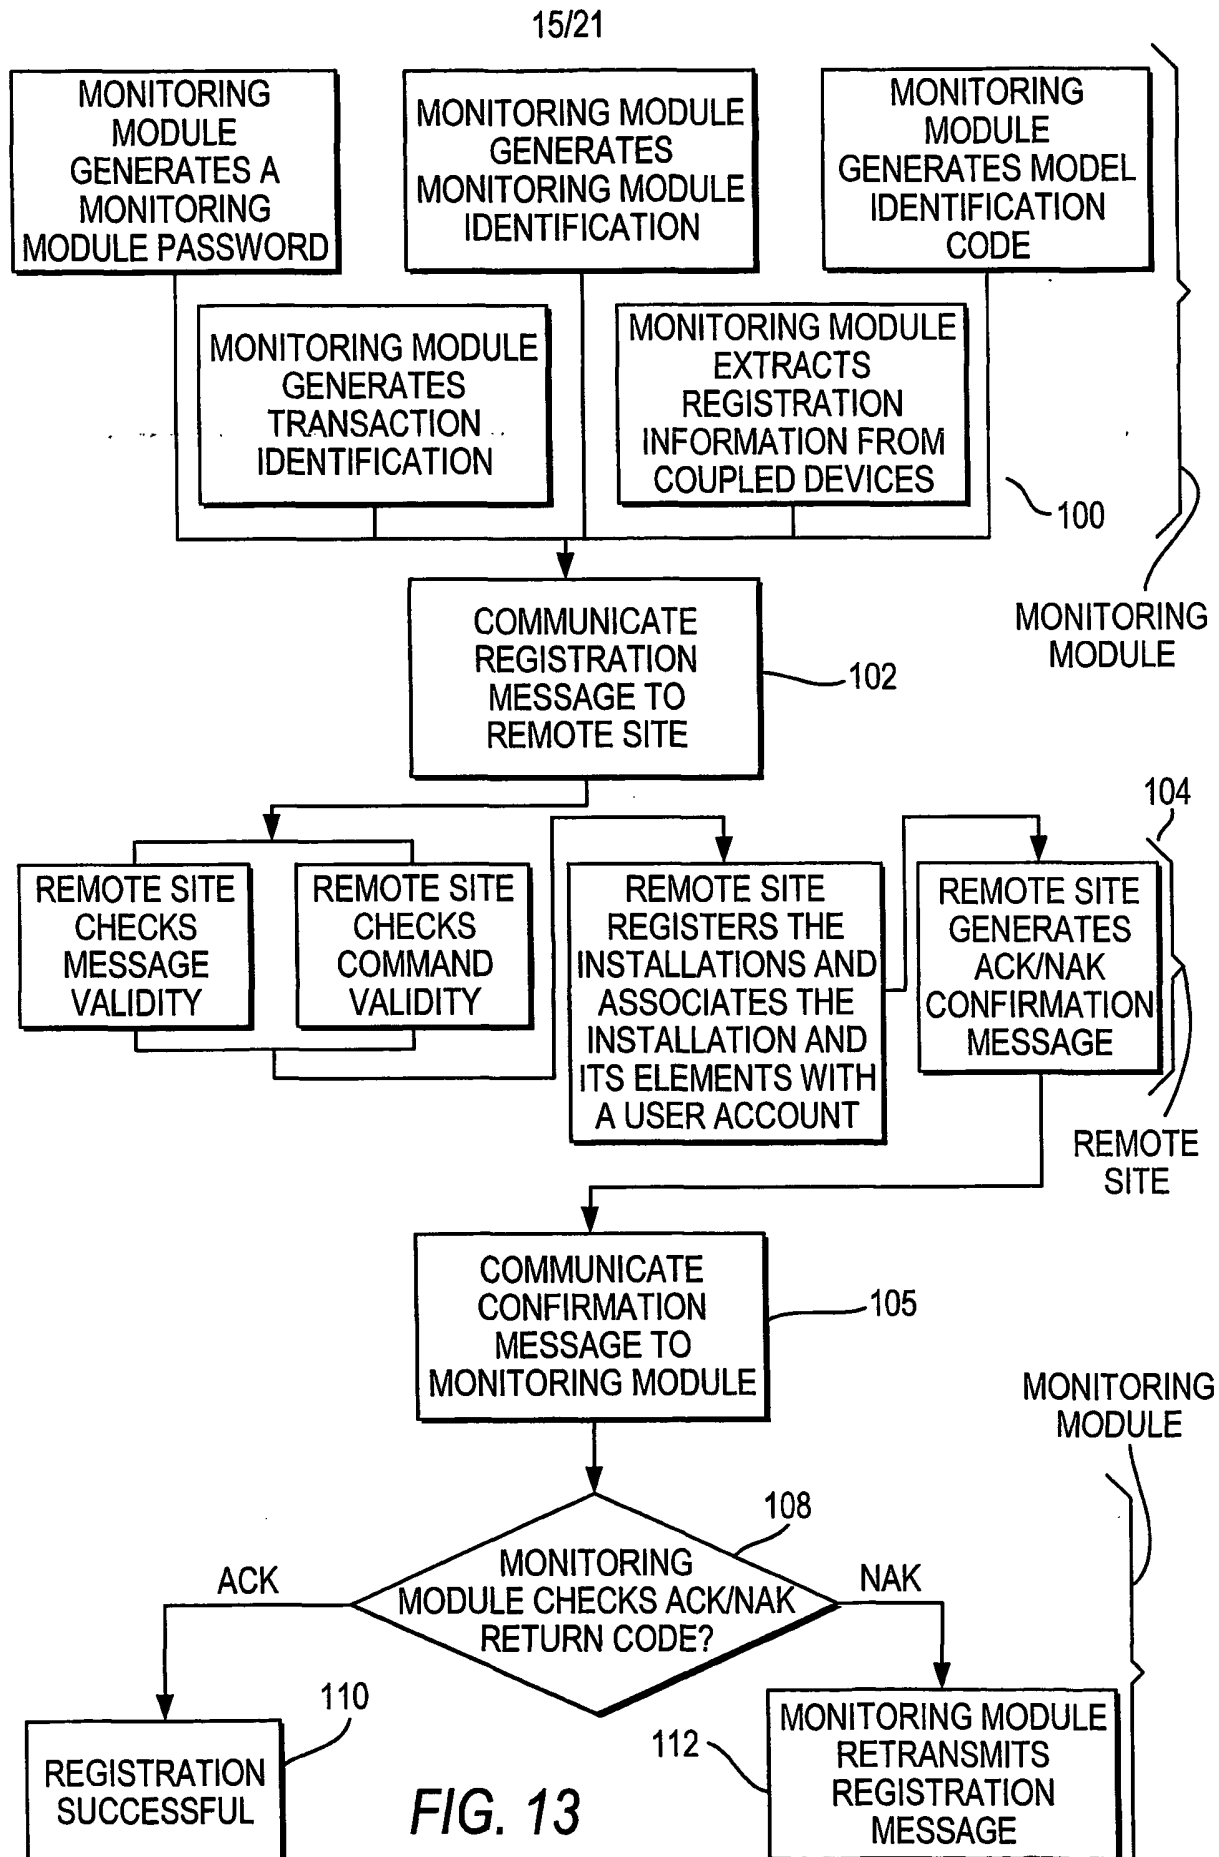 15/21
MONITORING
MODULE
GENERATES A
MONITORING
MODULE PASSWORD
MONITORING MODULE
GENERATES
MONITORING MODULE
IDENTIFICATION
MONITORING
MODULE
GENERATES MODEL
IDENTIFICATION
CODE
MONITORING MODULE
GENERATES
TRANSACTION
IDENTIFICATION
MONITORING MODULE
EXTRACTS
REGISTRATION
INFORMATION FROM
COUPLED DEVICES
100
MONITORING
MODULE
COMMUNICATE
REGISTRATION
MESSAGE TO
REMOTE SITE
102
104
REMOTE SITE
CHECKS
MESSAGE
VALIDITY
REMOTE SITE
CHECKS
COMMAND
VALIDITY
REMOTE SITE
REGISTERS THE
INSTALLATIONS AND
ASSOCIATES THE
INSTALLATION AND
ITS ELEMENTS WITH
A USER ACCOUNT
REMOTE SITE
GENERATES
ACK/NAK
CONFIRMATION
MESSAGE
REMOTE
SITE
COMMUNICATE
CONFIRMATION
MESSAGE TO
MONITORING MODULE
105
MONITORING
MODULE
108
MONITORING
MODULE CHECKS ACK/NAK
RETURN CODE?
ACK
NAK
110
REGISTRATION
SUCCESSFUL
112
MONITORING MODULE
RETRANSMITS
REGISTRATION
MESSAGE
FIG. 13